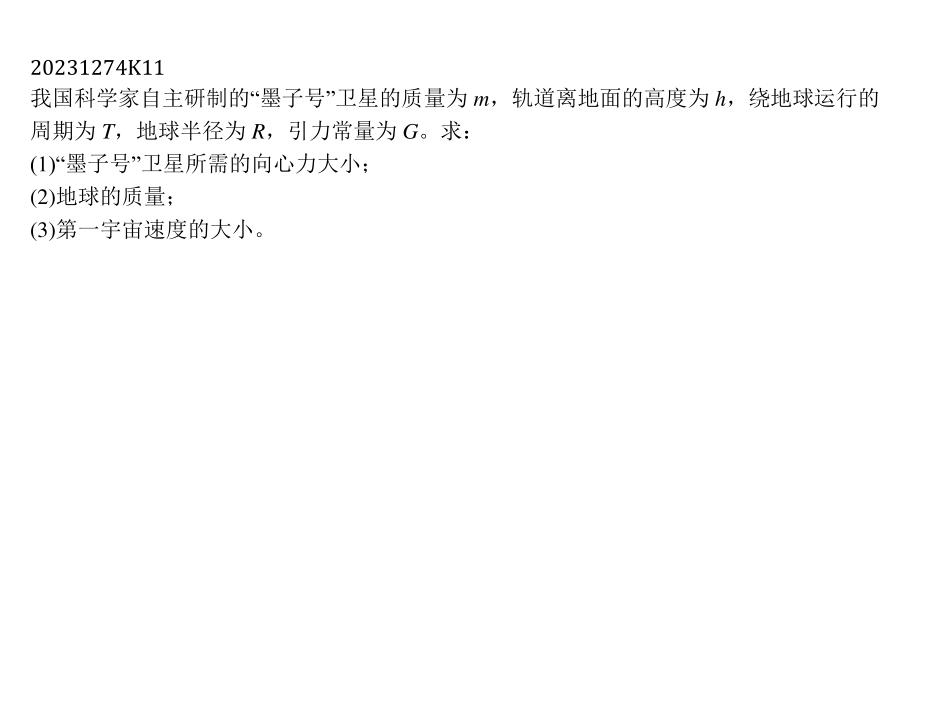 20231274K11
我国科学家自主研制的“墨子号”卫星的质量为 m，轨道离地面的高度为 h，绕地球运行的
周期为 T，地球半径为 R，引力常量为 G。求：
(1)“墨子号”卫星所需的向心力大小；
(2)地球的质量；
(3)第一宇宙速度的大小。